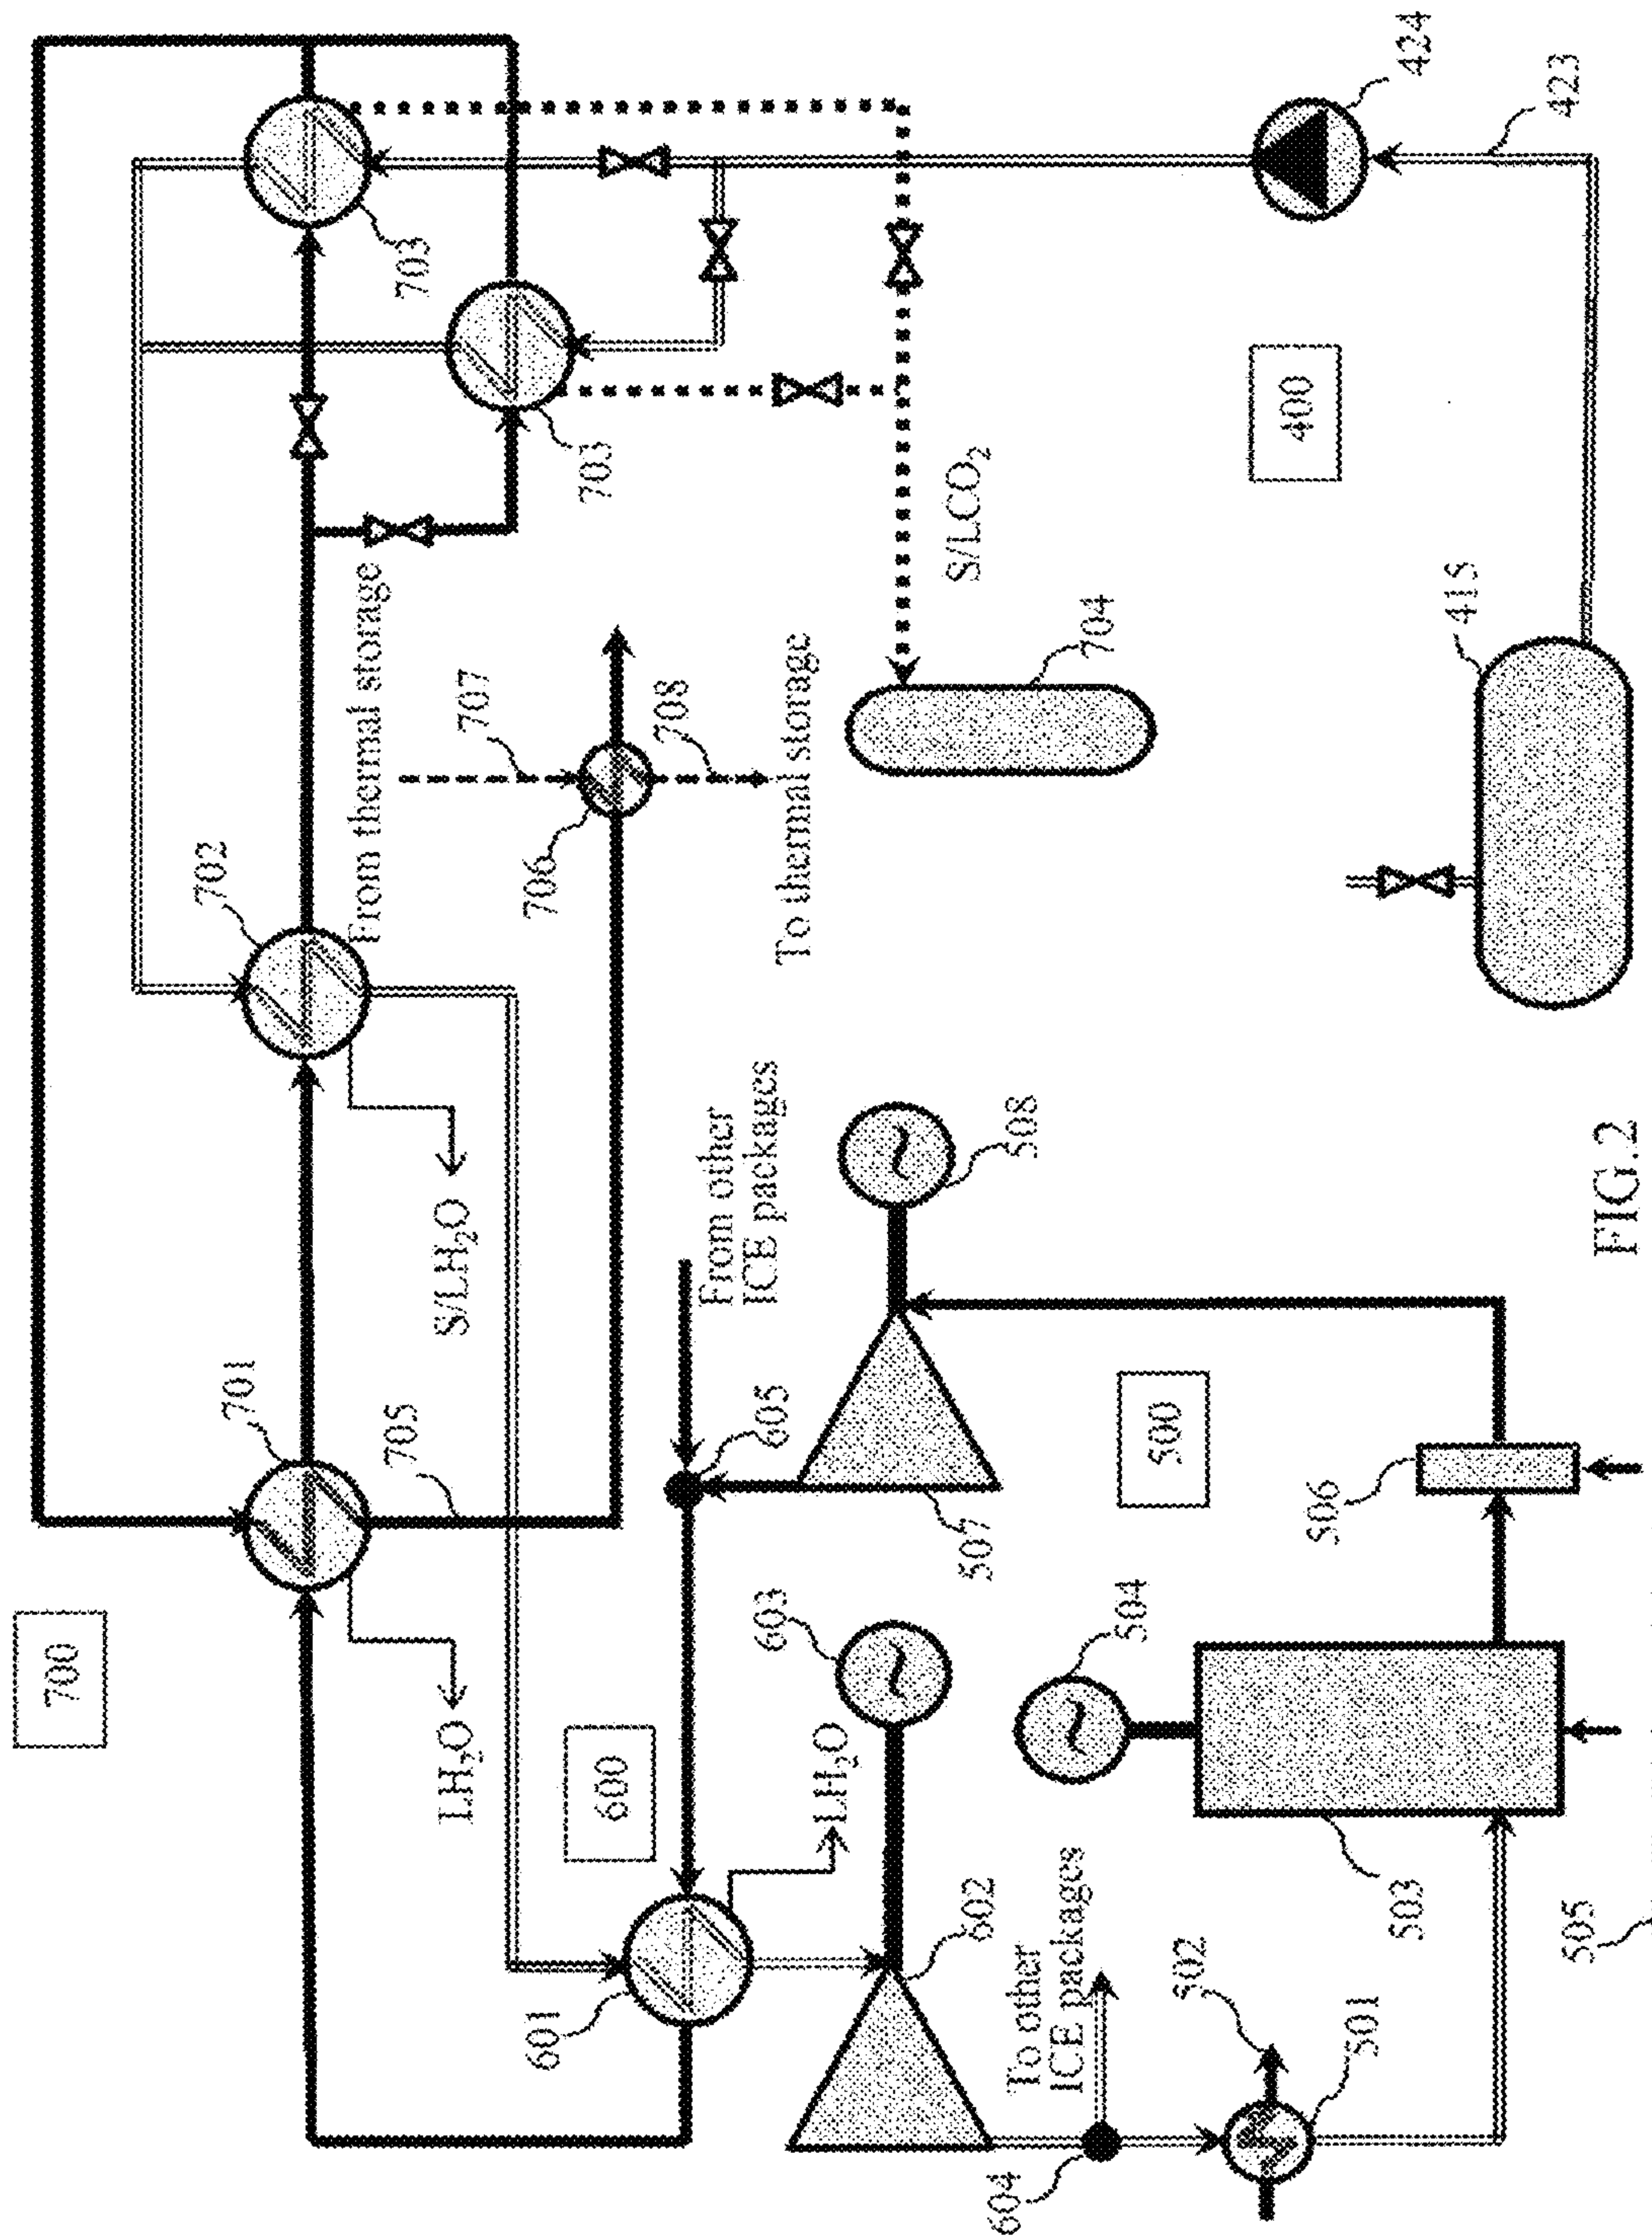 700
701
702
703
703
LH₂O
S/LH₂O
705
From thermal storage
707
706
708
To thermal storage
S/LCO₂
704
400
424
423
415
600
601
LH₂O
602
603
605
From other
ICE packages
604
To other
ICE packages
500
501
502
503
504
505
506
507
508
FIG.2